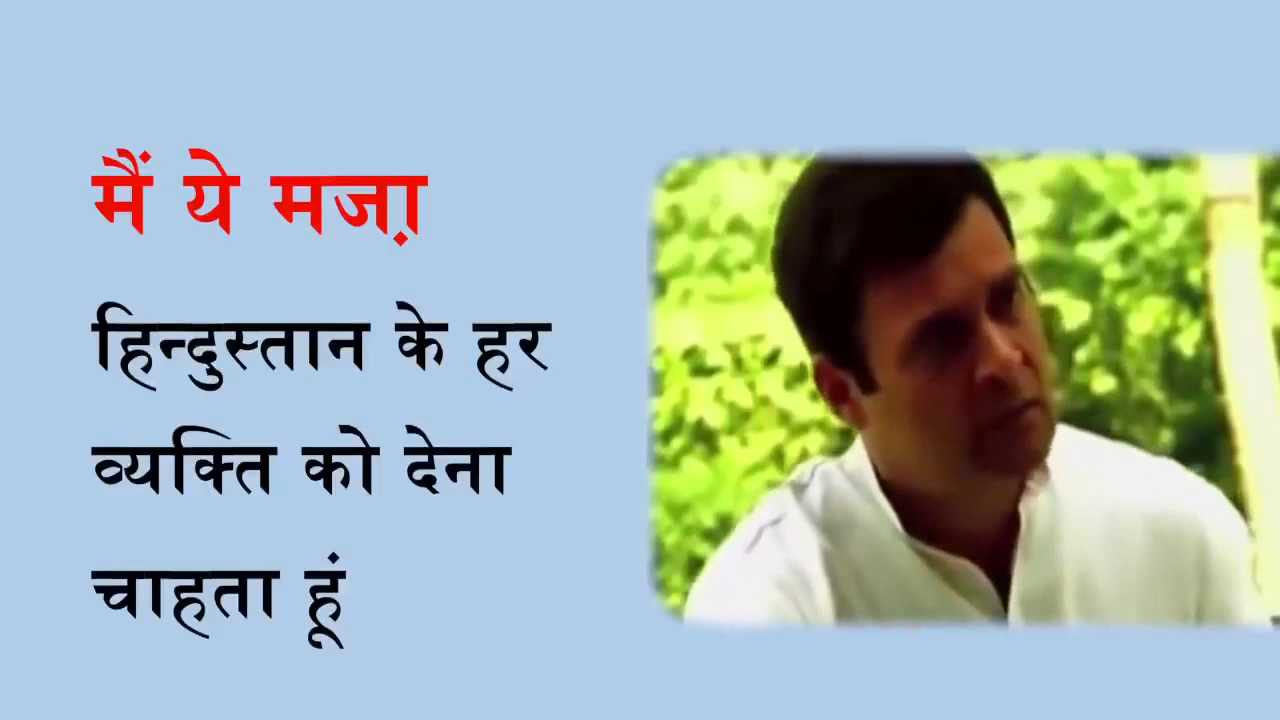 मैं ये मजा़
हिन्दुस्तान के हर
व्यक्ति को देना
चाहता हूं